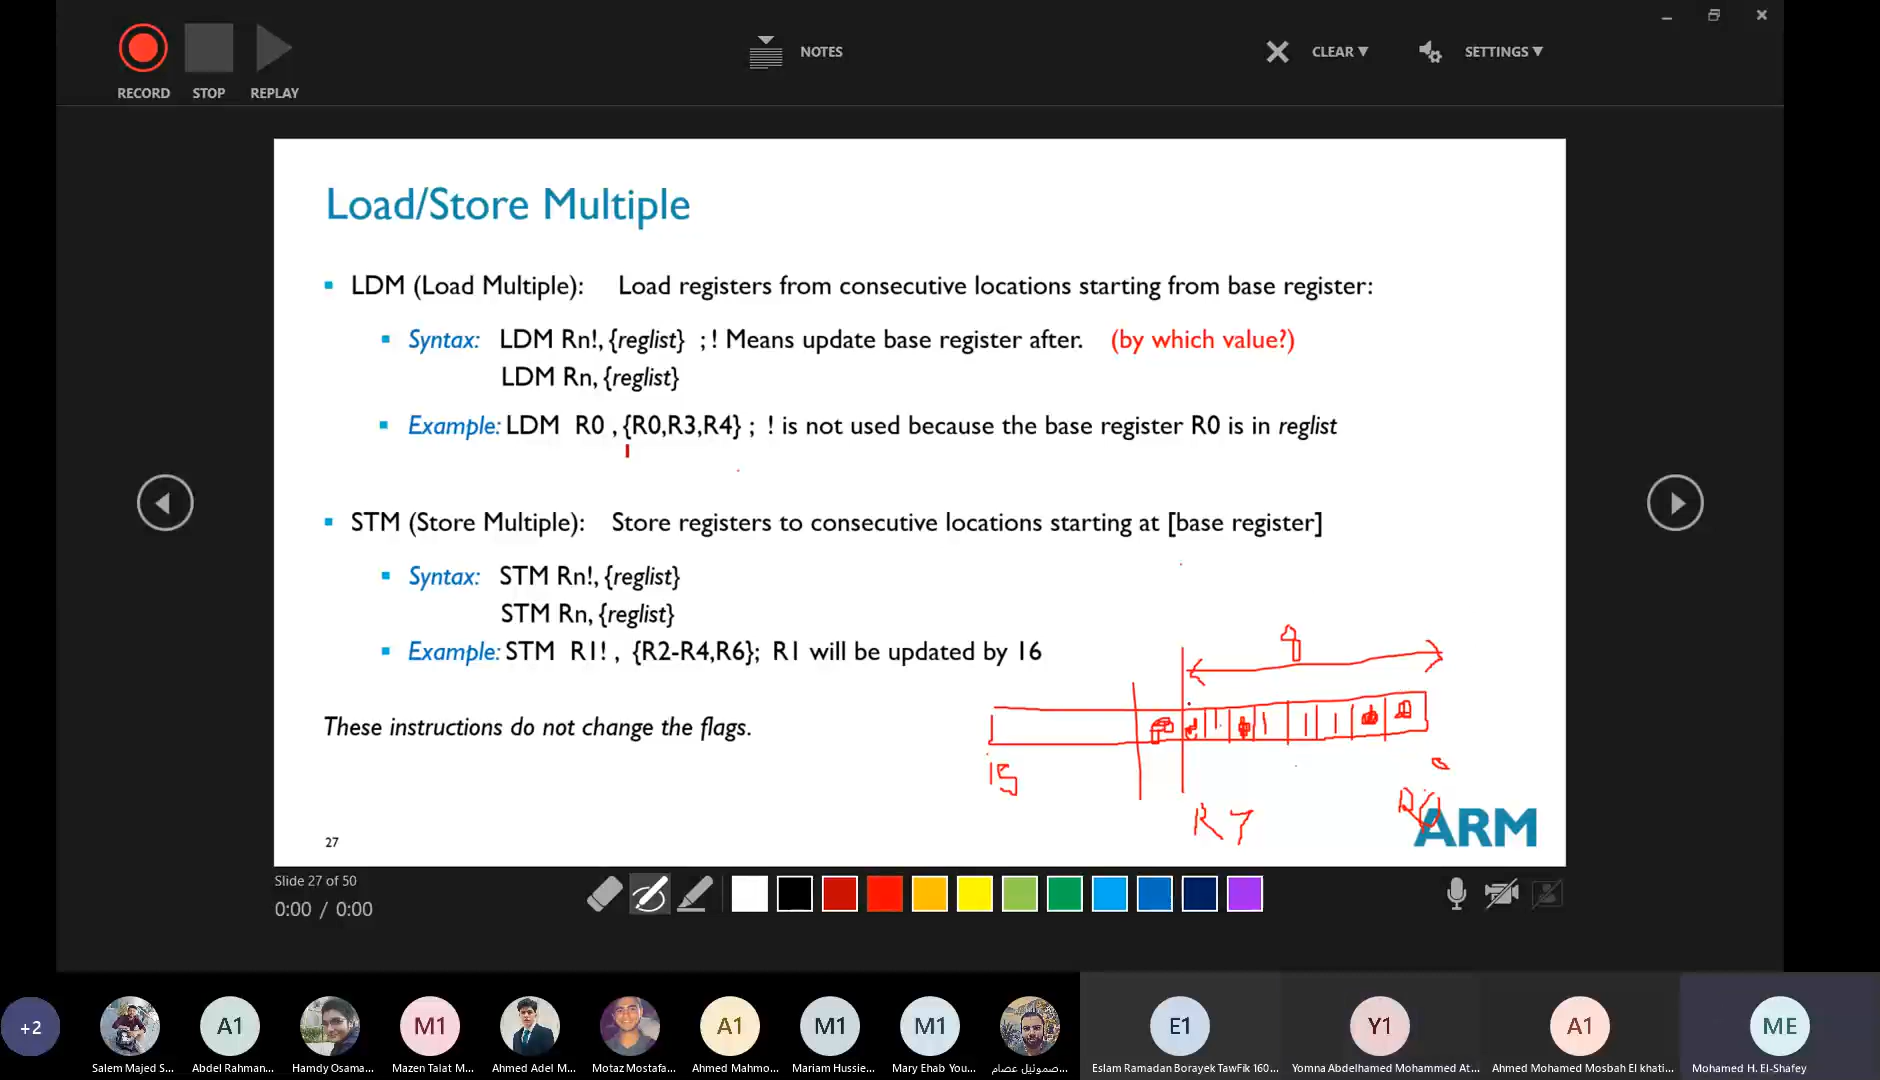 NOTES
CLEAR ▼
SETTINGS ▼
RECORD
STOP
REPLAY
Load/Store Multiple
▪ LDM (Load Multiple): Load registers from consecutive locations starting from base register:
▪ Syntax: LDM Rn!, {reglist} ; ! Means update base register after. (by which value?)
LDM Rn, {reglist}
▪ Example: LDM R0 , {R0,R3,R4} ; ! is not used because the base register R0 is in reglist
▪ STM (Store Multiple): Store registers to consecutive locations starting at [base register]
▪ Syntax: STM Rn!, {reglist}
STM Rn, {reglist}
▪ Example: STM R1! , {R2-R4,R6}; R1 will be updated by 16
These instructions do not change the flags.
15
R7
R0
ARM
27
Slide 27 of 50
0:00 / 0:00
+2
A1
M1
A1
M1
M1
E1
Y1
A1
ME
Salem Majed S...
Abdel Rahman...
Hamdy Osama...
Mazen Talat M...
Ahmed Adel M...
Motaz Mostafa...
Ahmed Mahmo...
Mariam Hussie...
Mary Ehab You...
صموئيل عصام...
Eslam Ramadan Borayek TawFik 160...
Yomna Abdelhamed Mohammed At...
Ahmed Mohamed Mosbah El khati...
Mohamed H. El-Shafey